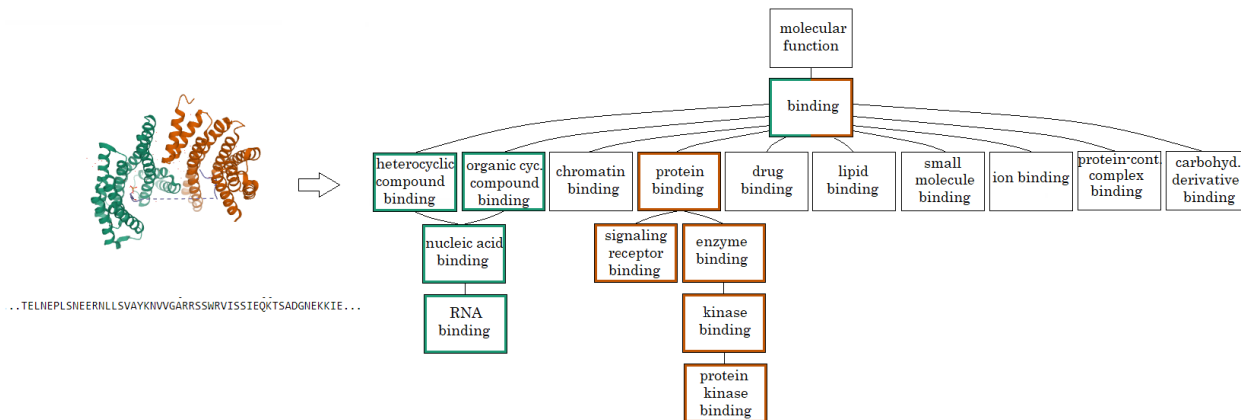 molecular
function
binding
heterocyclic
compound
binding
organic cyc.
compound
binding
chromatin
binding
protein
binding
drug
binding
lipid
binding
small
molecule
binding
ion binding
protein-cont.
complex
binding
carbohyd.
derivative
binding
nucleic acid
binding
signaling
receptor
binding
enzyme
binding
..TELNEPLSNEERNLLSVAYKNVVGARRSSWRVISSIEQKTSADGNEKKIE...
RNA
binding
kinase
binding
protein
kinase
binding